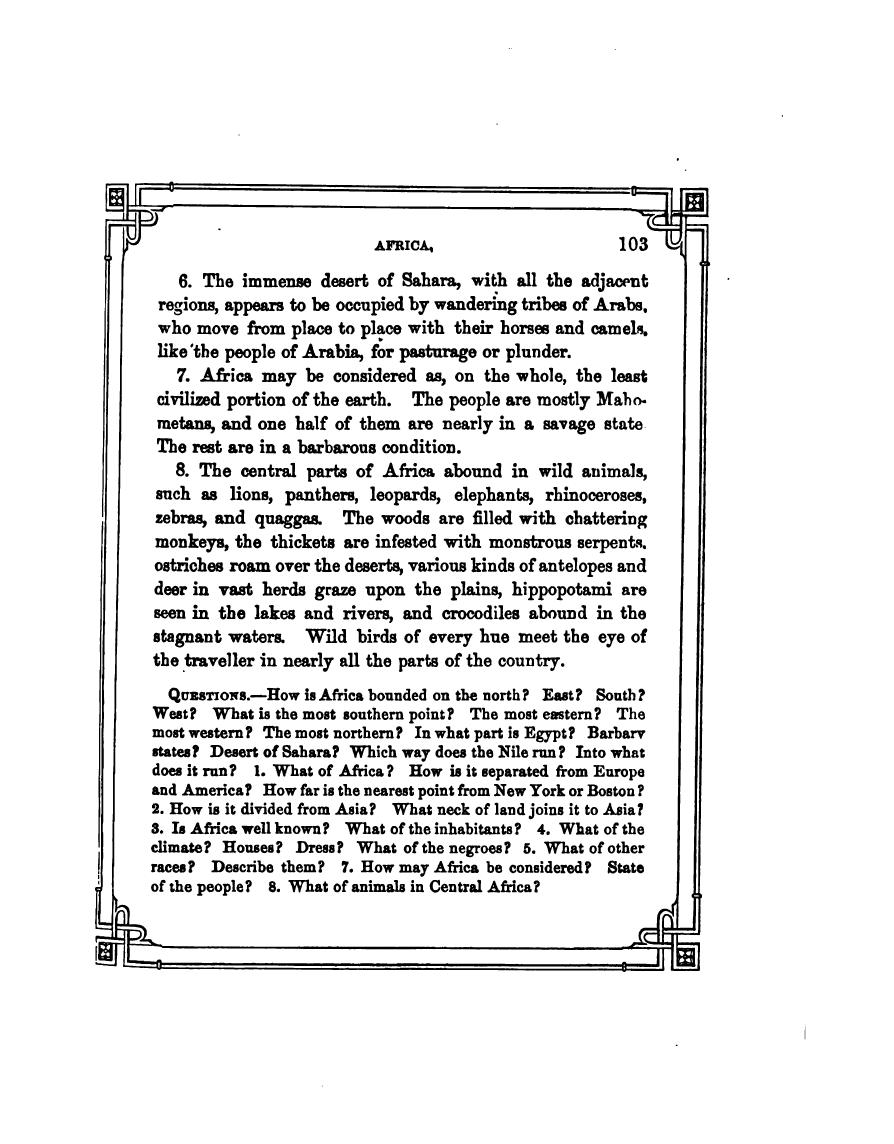 AFRICA, 103
6. The immense desert of Sahara, with all the adjacent
regions, appears to be occupied by wandering tribes of Arabs,
who move from place to place with their horses and camels,
like the people of Arabia, for pasturage or plunder.
7. Africa may be considered as, on the whole, the least
civilized portion of the earth. The people are mostly Maho-
metans, and one half of them are nearly in a savage state
The rest are in a barbarous condition.
8. The central parts of Africa abound in wild animals,
such as lions, panthers, leopards, elephants, rhinoceroses,
zebras, and quaggas. The woods are filled with chattering
monkeys, the thickets are infested with monstrous serpents.
ostriches roam over the deserts, various kinds of antelopes and
deer in vast herds graze upon the plains, hippopotami are
seen in the lakes and rivers, and crocodiles abound in the
stagnant waters. Wild birds of every hue meet the eye of
the traveller in nearly all the parts of the country.
QUESTIONS.—How is Africa bounded on the north? East? South?
West? What is the most southern point? The most eastern? The
most western? The most northern? In what part is Egypt? Barbary
states? Desert of Sahara? Which way does the Nile run? Into what
does it run? 1. What of Africa? How is it separated from Europe
and America? How far is the nearest point from New York or Boston?
2. How is it divided from Asia? What neck of land joins it to Asia?
3. Is Africa well known? What of the inhabitants? 4. What of the
climate? Houses? Dress? What of the negroes? 5. What of other
races? Describe them? 7. How may Africa be considered? State
of the people? 8. What of animals in Central Africa?